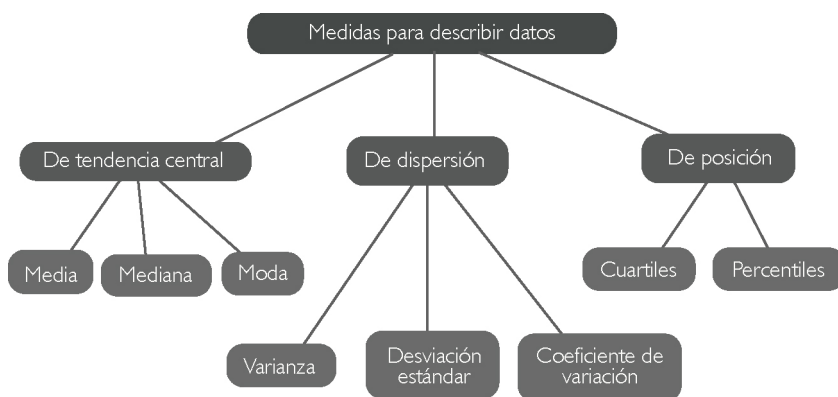 Medidas para describir datos
De tendencia central
De dispersión
De posición
Media
Mediana
Moda
Cuartiles
Percentiles
Varianza
Desviación
estándar
Coeficiente de
variación